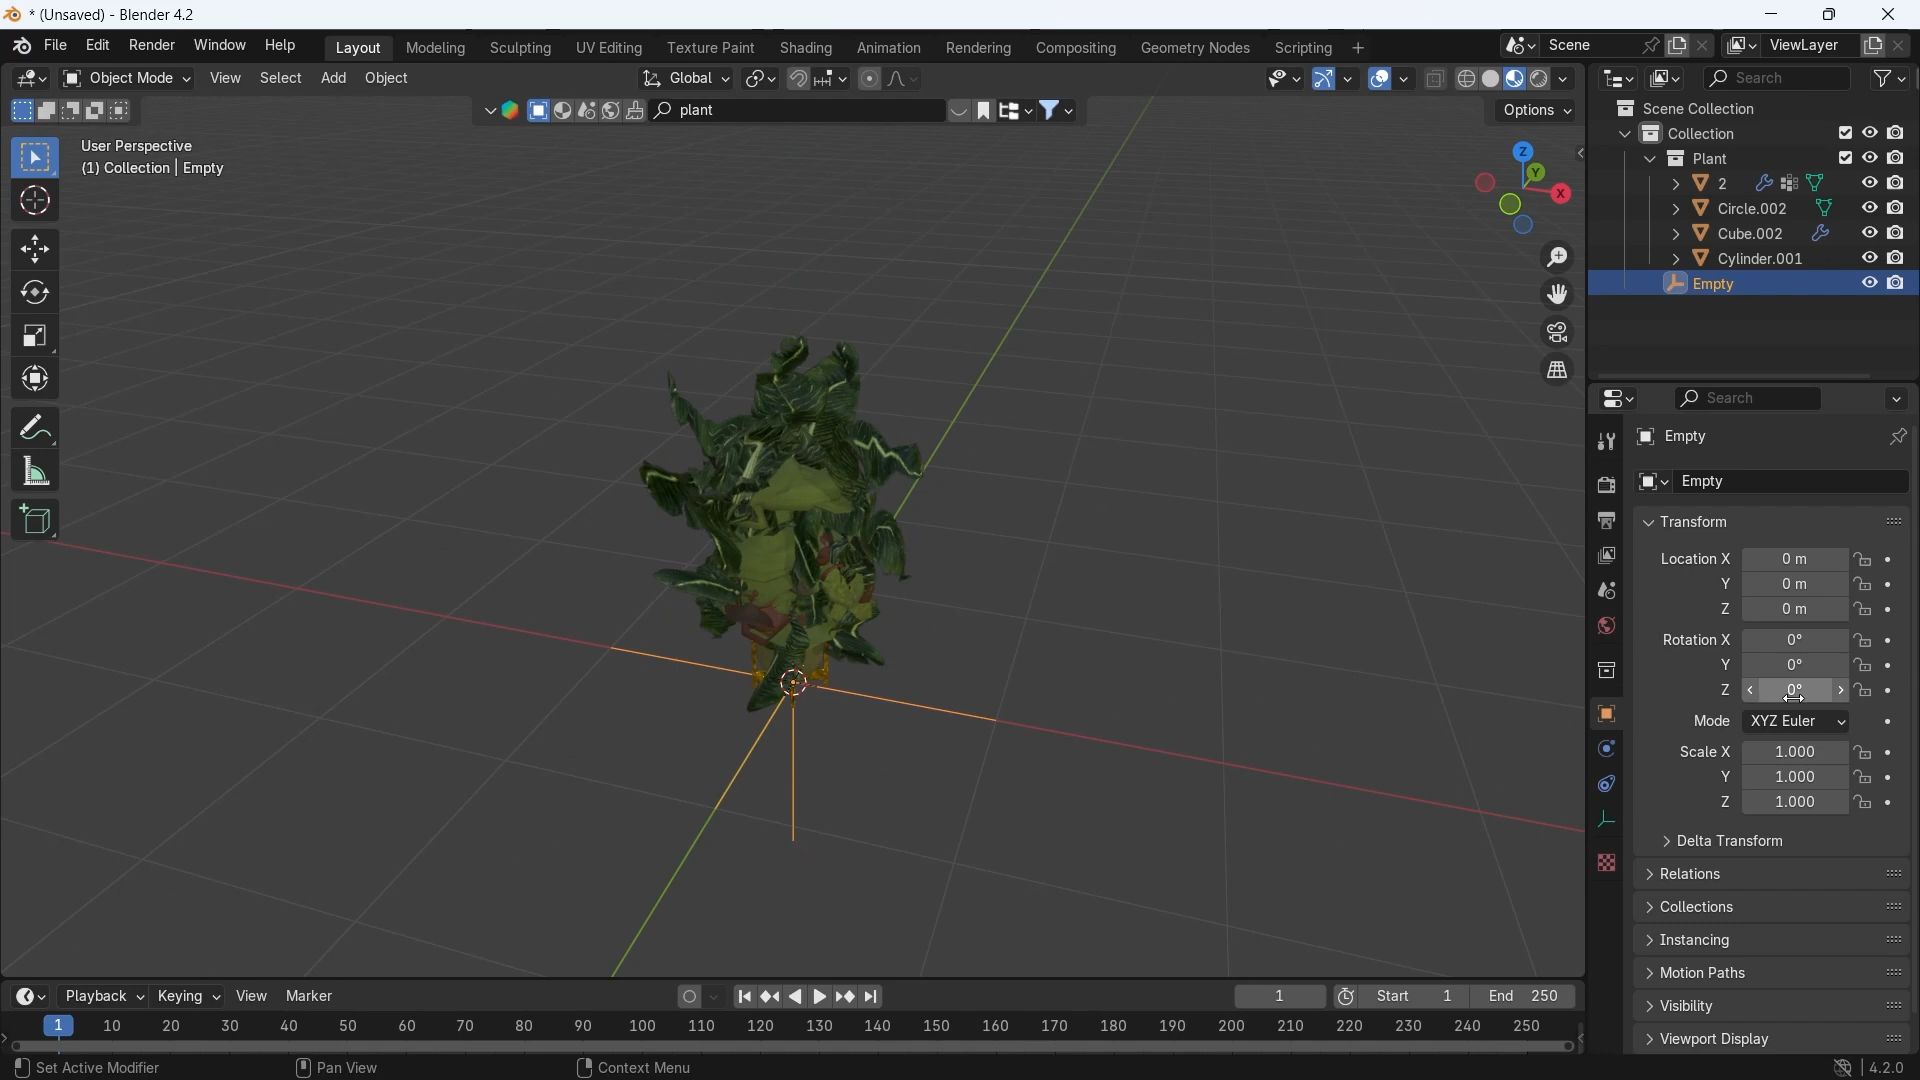 * (Unsaved) - Blender 4.2
File Edit Render Window Help Layout Modeling Sculpting UV Editing Texture Paint Shading Animation Rendering Compositing Geometry Nodes Scripting + Scene ViewLayer
Object Mode View Select Add Object Global Search
plant Options
User Perspective
(1) Collection | Empty
Z
Y
X
Scene Collection
Collection
Plant
2
Circle.002
Cube.002
Cylinder.001
Empty
Search
Empty
Empty
Transform
Location X 0 m
Y 0 m
Z 0 m
Rotation X 0°
Y 0°
Z 0°
Mode XYZ Euler
Scale X 1.000
Y 1.000
Z 1.000
Delta Transform
Relations
Collections
Instancing
Motion Paths
Visibility
Viewport Display
Playback Keying View Marker 1 Start 1 End 250
1 10 20 30 40 50 60 70 80 90 100 110 120 130 140 150 160 170 180 190 200 210 220 230 240 250
Set Active Modifier Pan View Context Menu 4.2.0